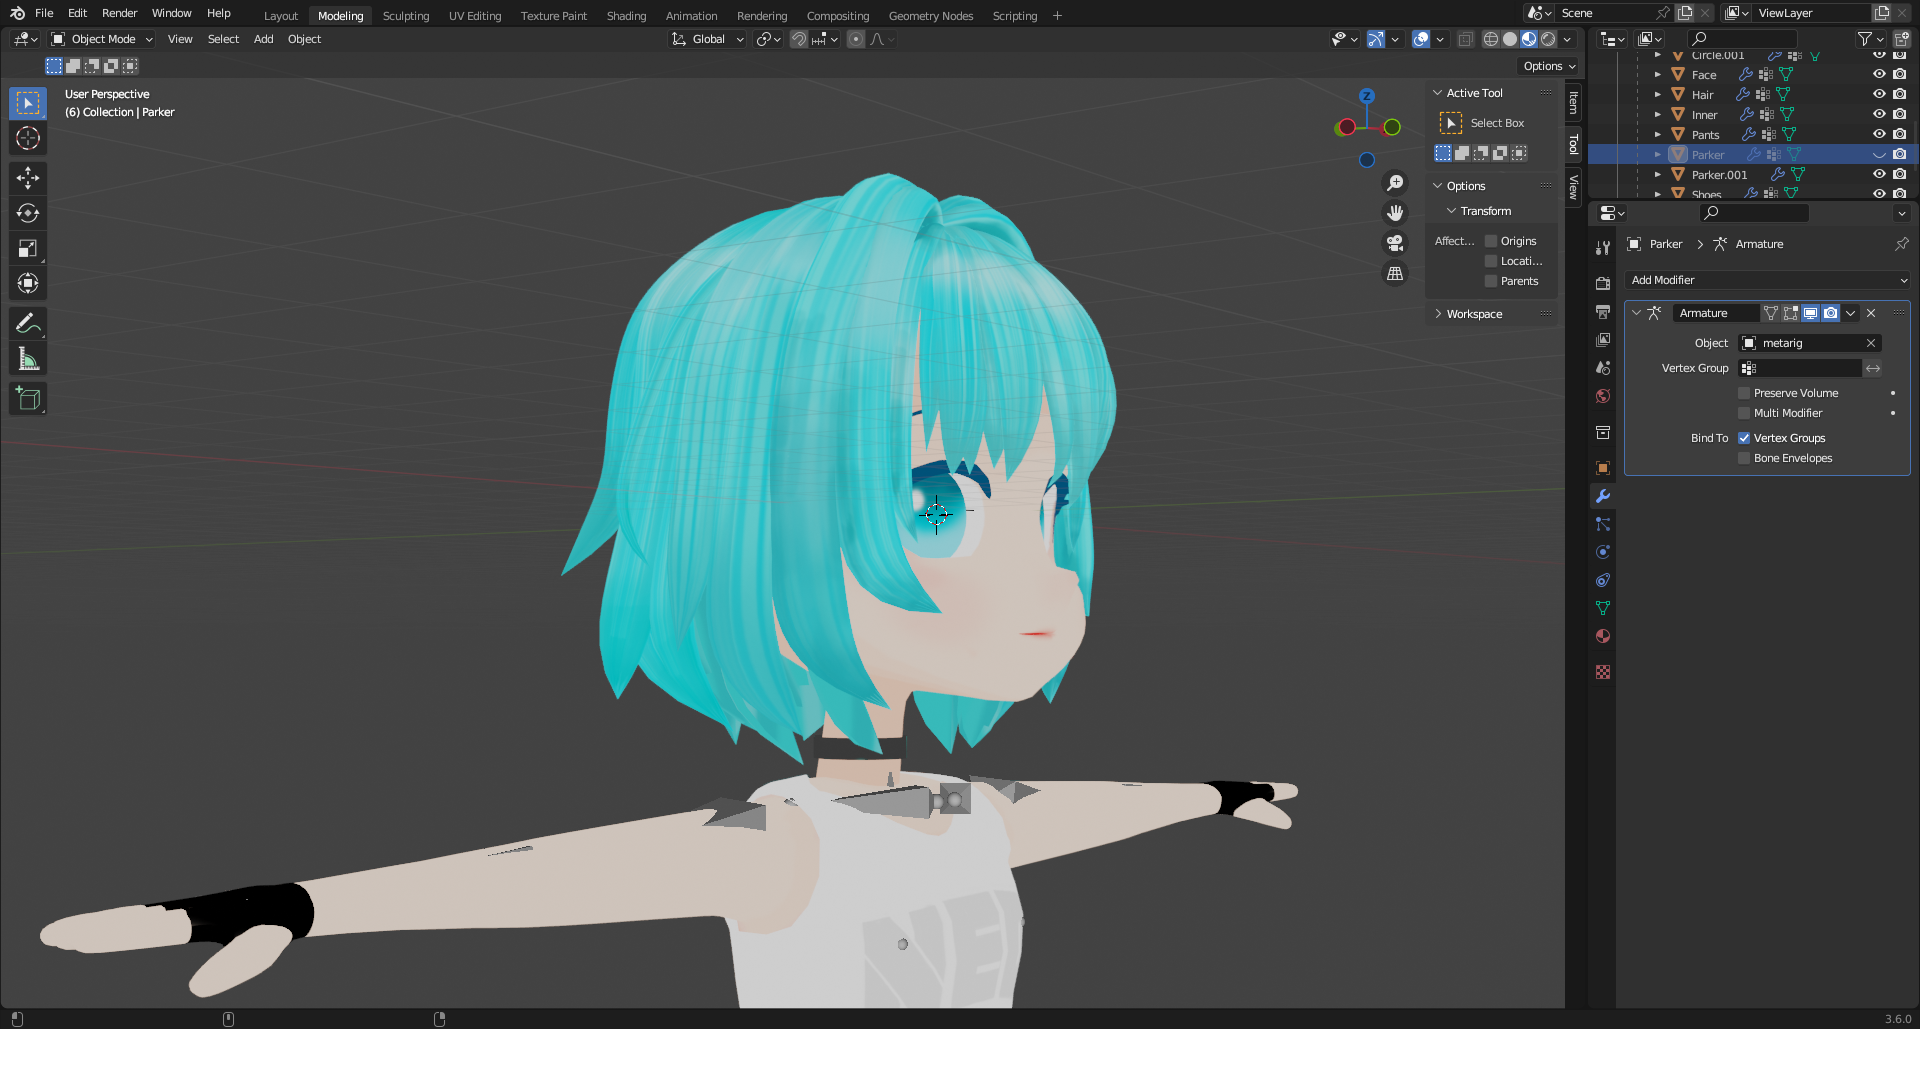 File Edit Render Window Help
Layout Modeling Sculpting UV Editing Texture Paint Shading Animation Rendering Compositing Geometry Nodes Scripting
Scene
ViewLayer
Object Mode View Select Add Object
Global
Options
User Perspective
(6) Collection | Parker
Z
Active Tool
Select Box
Options
Transform
Affect... Origins
Locati...
Parents
Workspace
Item
Tool
View
Circle.001
Face
Hair
Inner
Pants
Parker
Parker.001
Shoes
Parker Armature
Add Modifier
Armature
Object metarig
Vertex Group
Preserve Volume
Multi Modifier
Bind To Vertex Groups
Bone Envelopes
3.6.0